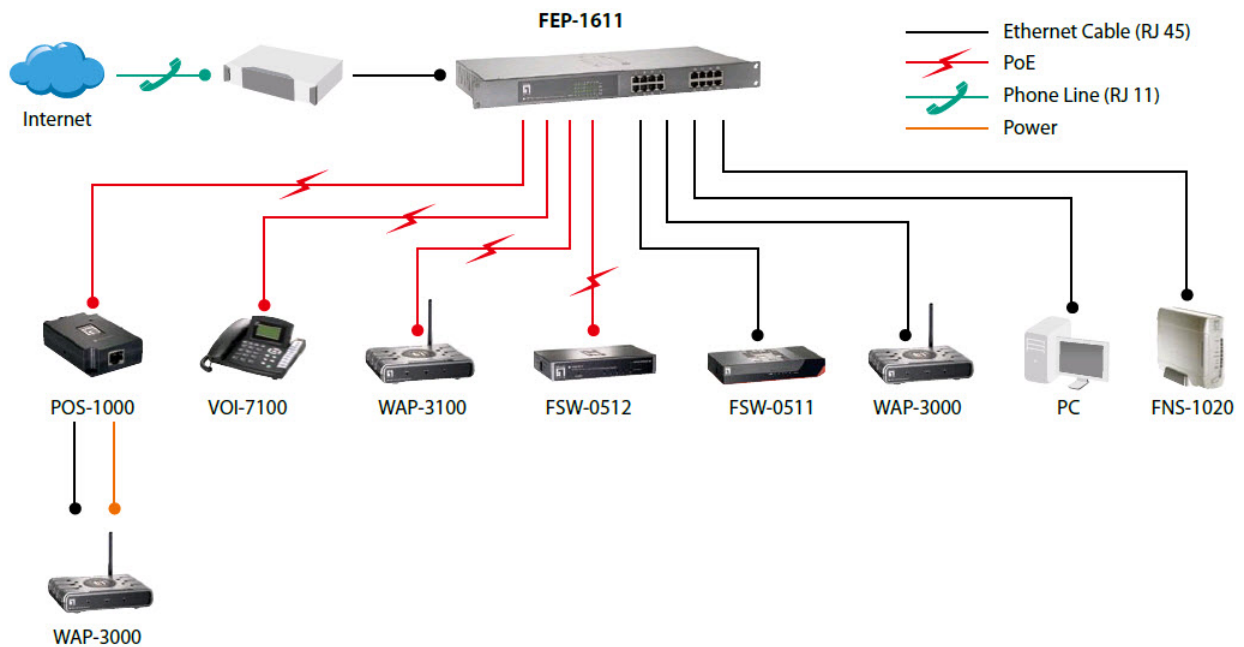 FEP-1611
Ethernet Cable (RJ 45)
PoE
Phone Line (RJ 11)
Power
Internet
POS-1000
VOI-7100
WAP-3100
FSW-0512
FSW-0511
WAP-3000
PC
FNS-1020
WAP-3000